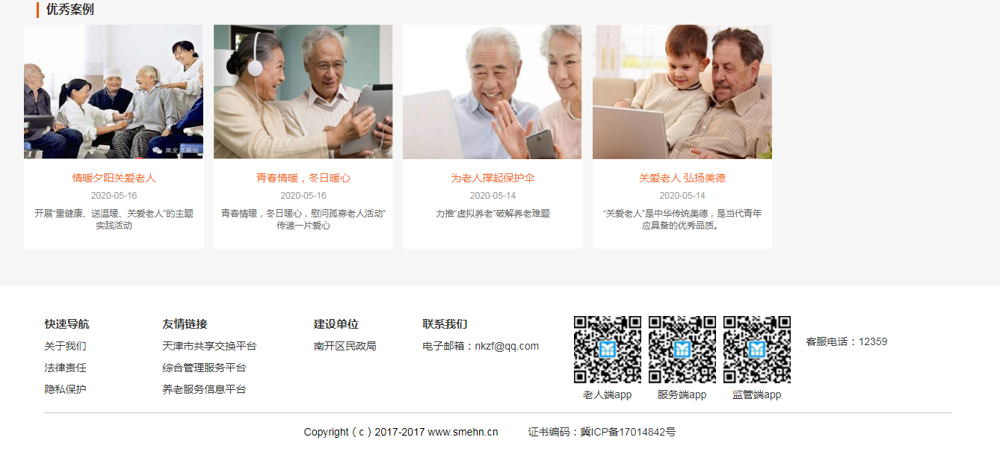 优秀案例
黑龙江晨报
情暖夕阳关爱老人
2020-05-16
开展“重健康、送温暖、关爱老人”的主题
实践活动
青春情暖，冬日暖心
2020-05-16
青春情暖，冬日暖心，慰问孤寡老人活动”
传递一片爱心
为老人撑起保护伞
2020-05-14
力推“虚拟养老”破解养老难题
关爱老人 弘扬美德
2020-05-14
“关爱老人”是中华传统美德，是当代青年
应具备的优秀品质。
快速导航
关于我们
法律责任
隐私保护
友情链接
天津市共享交换平台
综合管理服务平台
养老服务信息平台
建设单位
南开区民政局
联系我们
电子邮箱：nkzf@qq.com
老人端app
服务端app
监管端app
客服电话：12359
Copyright ( c ) 2017-2017 www.smehn.cn
证书编码：冀ICP备17014842号